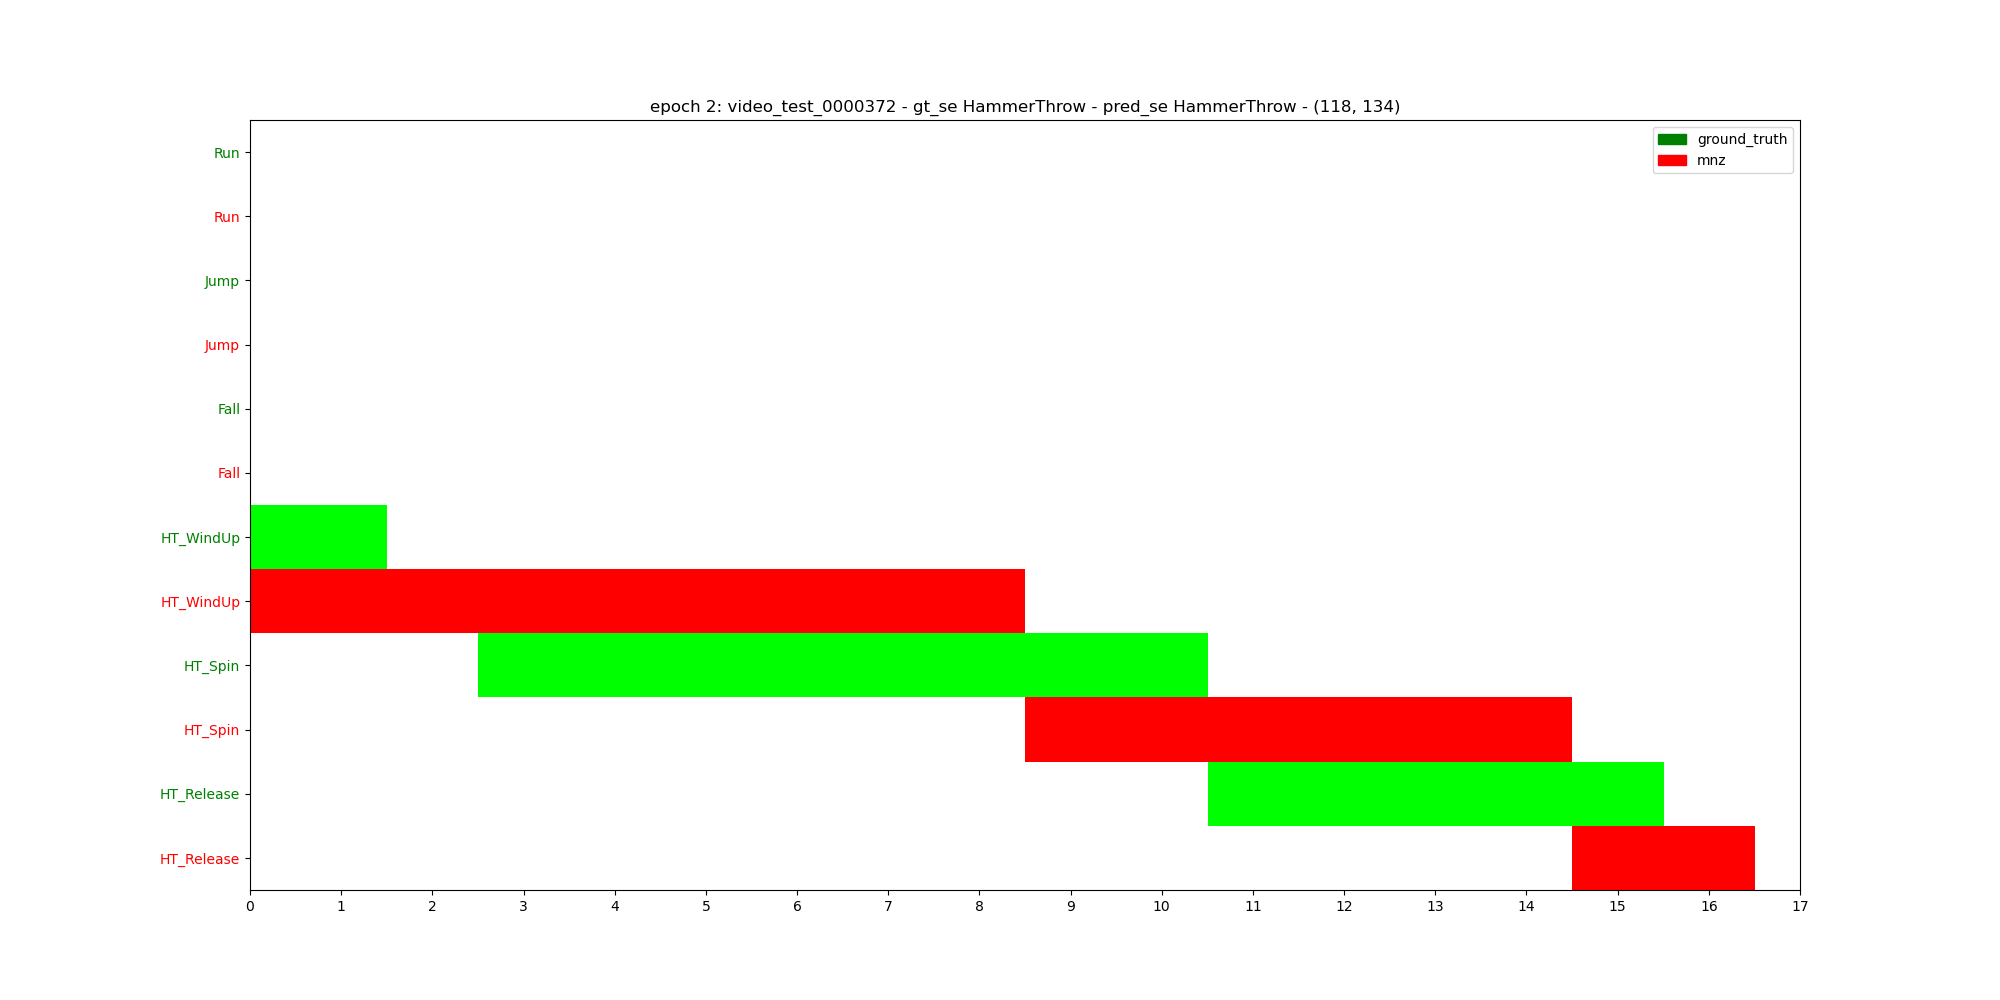 epoch 2: video_test_0000372 - gt_se HammerThrow - pred_se HammerThrow - (118, 134)
ground_truth
mnz
Run
Run
Jump
Jump
Fall
Fall
HT_WindUp
HT_WindUp
HT_Spin
HT_Spin
HT_Release
HT_Release
0 1 2 3 4 5 6 7 8 9 10 11 12 13 14 15 16 17